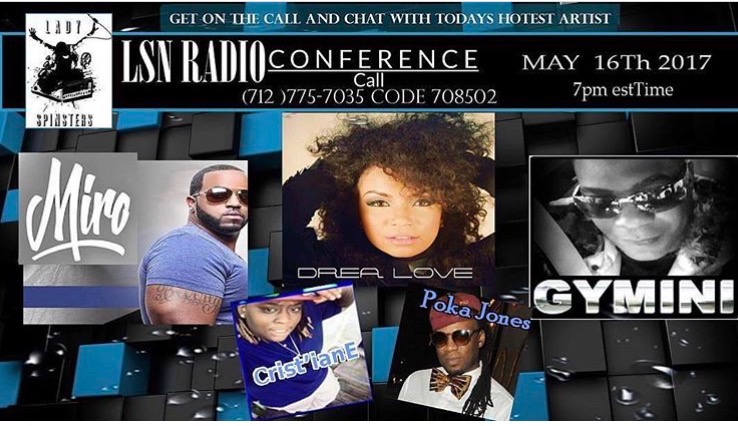 GET ON THE CALL AND CHAT WITH TODAYS HOTEST ARTIST
LADY
SPINSTERS
LSN RADIO CONFERENCE
Call
(712 )775-7035 CODE 708502
MAY 16Th 2017
7pm estTime
Miro
DREA LOVE
GYMINI
Crist"ianE
Poka Jones